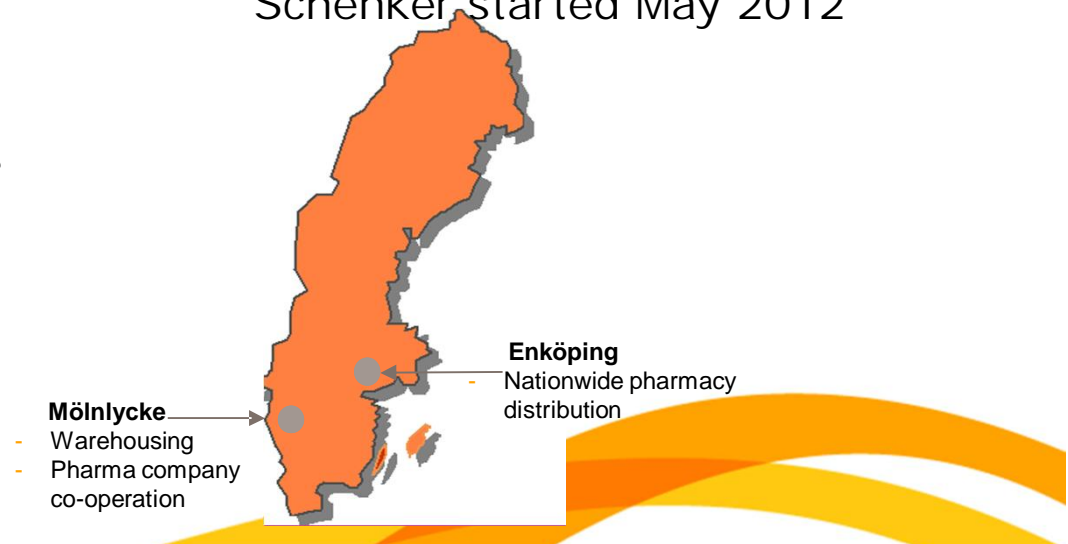 Schenker started May 2012
Enköping
- Nationwide pharmacy
distribution
Mölnlycke
- Warehousing
- Pharma company
co-operation